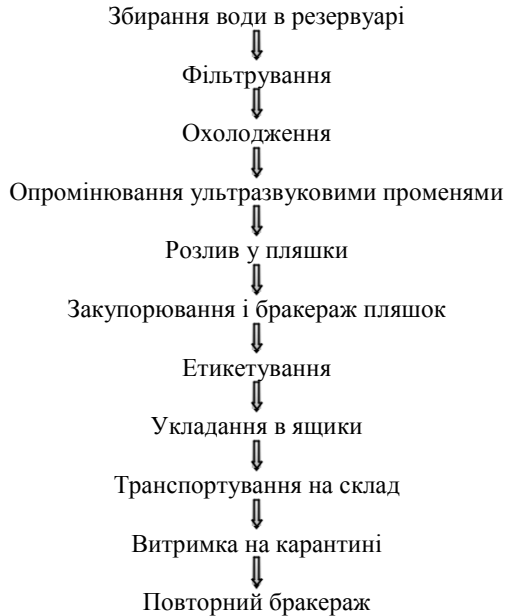 Збирання води в резервуарі
Фільтрування
Охолодження
Опромінювання ультразвуковими променями
Розлив у пляшки
Закупорювання і бракераж пляшок
Етикетування
Укладання в ящики
Транспортування на склад
Витримка на карантині
Повторний бракераж